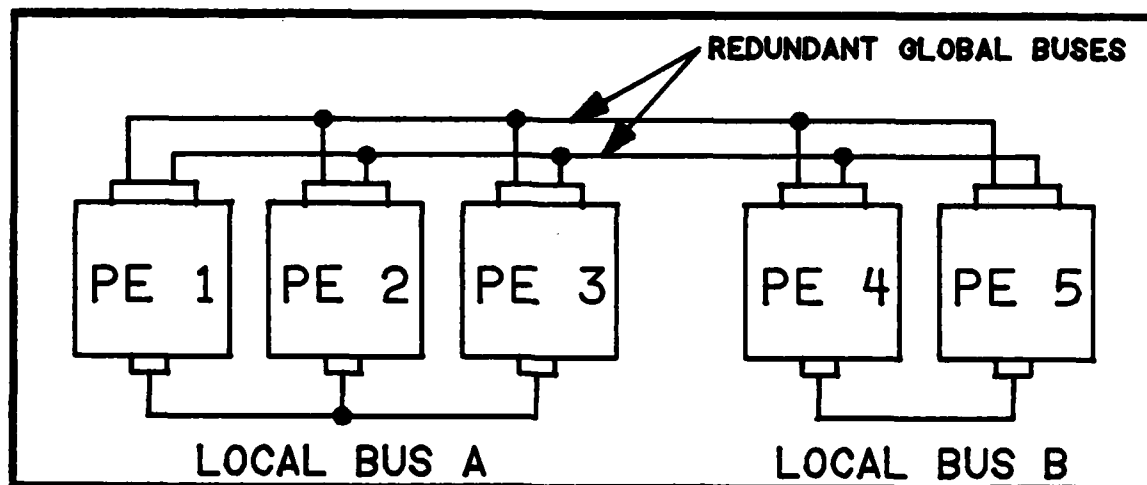 REDUNDANT GLOBAL BUSES
PE 1
PE 2
PE 3
PE 4
PE 5
LOCAL BUS A
LOCAL BUS B